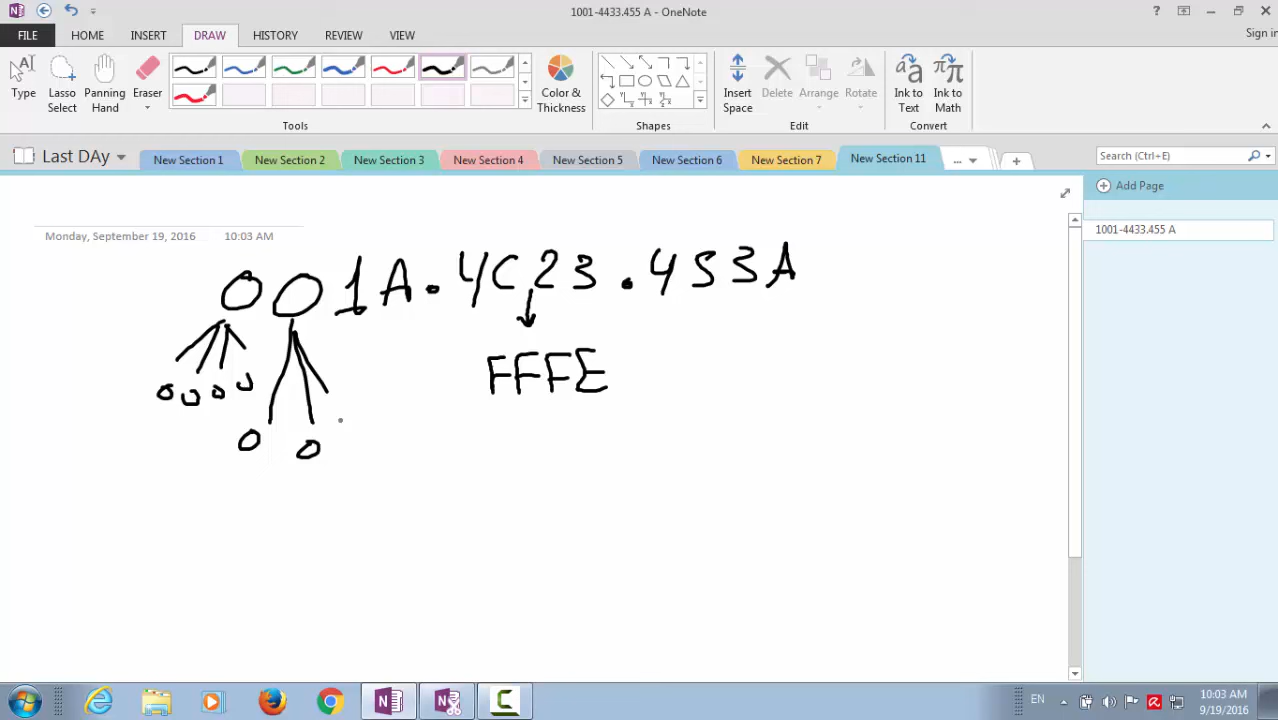 1001-4433.455 A - OneNote
?
FILE HOME INSERT DRAW HISTORY REVIEW VIEW
Sign in
Type
Lasso Select
Panning Hand
Eraser
Color & Thickness
Insert Space
Delete
Arrange
Rotate
Ink to Text
Ink to Math
Tools
Shapes
Edit
Convert
Last DAy
New Section 1 New Section 2 New Section 3 New Section 4 New Section 5 New Section 6 New Section 7 New Section 11 ...
Search (Ctrl+E)
Add Page
1001-4433.455 A
Monday, September 19, 2016 10:03 AM
001A.4C23.453A
FFFE
0000
0 0
EN
10:03 AM
9/19/2016